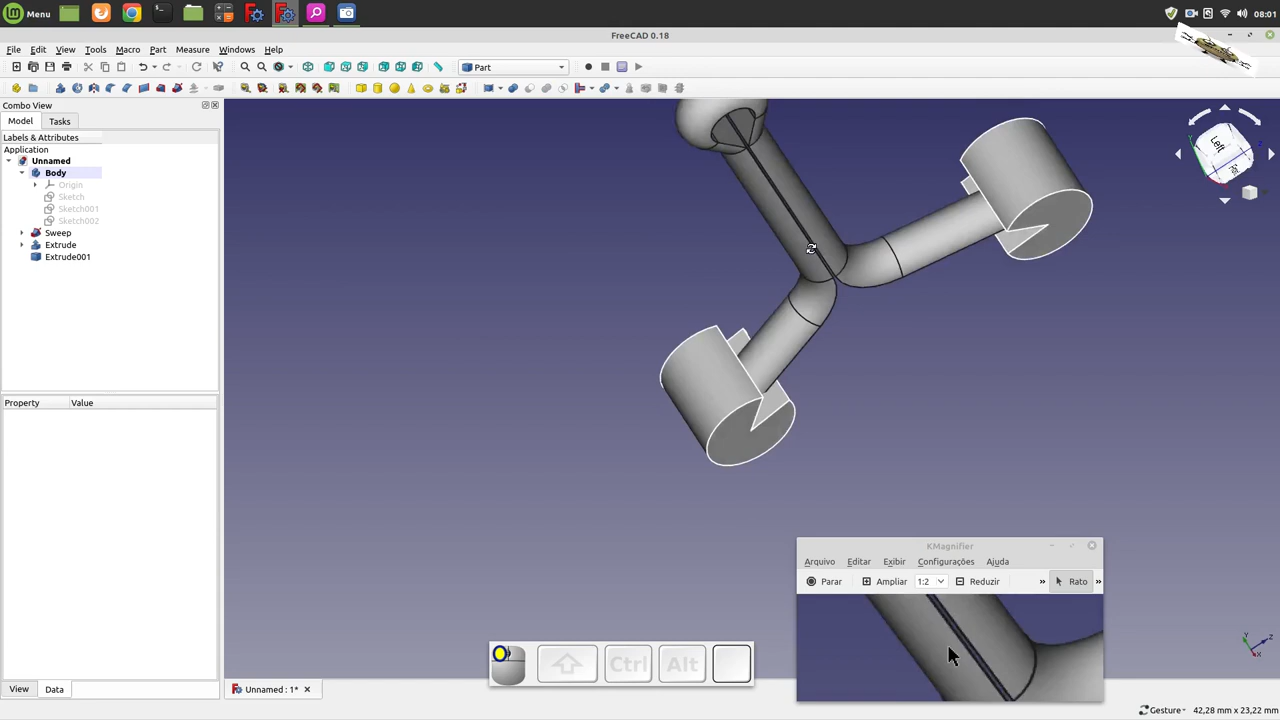 Menu
08:01
FreeCAD 0.18
File Edit View Tools Macro Part Measure Windows Help
Part
Combo View
Model Tasks
Labels & Attributes
Application
Unnamed
Body
Origin
Sketch
Sketch001
Sketch002
Sweep
Extrude
Extrude001
Property Value
Left
KMagnifier
Arquivo Editar Exibir Configurações Ajuda
Parar Ampliar 1:2 Reduzir » Rato »
Ctrl Alt
View Data
Unnamed : 1*
Gesture 42,28 mm x 23,22 mm